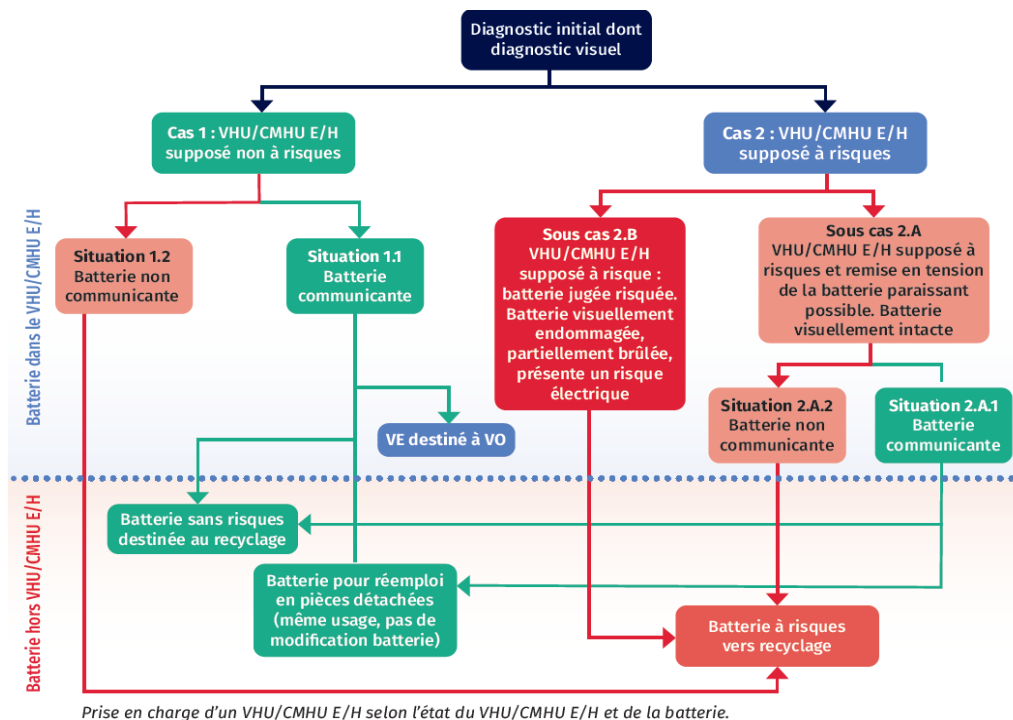 Diagnostic initial dont
diagnostic visuel
Cas 1 : VHU/CMHU E/H
supposé non à risques
Cas 2 : VHU/CMHU E/H
supposé à risques
Batterie dans le VHU/CMHU E/H
Situation 1.2
Batterie non
communicante
Situation 1.1
Batterie
communicante
Sous cas 2.B
VHU/CMHU E/H
supposé à risque :
batterie jugée risquée.
Batterie visuellement
endommagée,
partiellement brûlée,
présente un risque
électrique
Sous cas 2.A
VHU/CMHU E/H supposé à
risques et remise en tension
de la batterie paraissant
possible. Batterie
visuellement intacte
VE destiné à VO
Situation 2.A.2
Batterie non
communicante
Situation 2.A.1
Batterie
communicante
Batterie hors VHU/CMHU E/H
Batterie sans risques
destinée au recyclage
Batterie pour réemploi
en pièces détachées
(même usage, pas de
modification batterie)
Batterie à risques
vers recyclage
Prise en charge d'un VHU/CMHU E/H selon l'état du VHU/CMHU E/H et de la batterie.